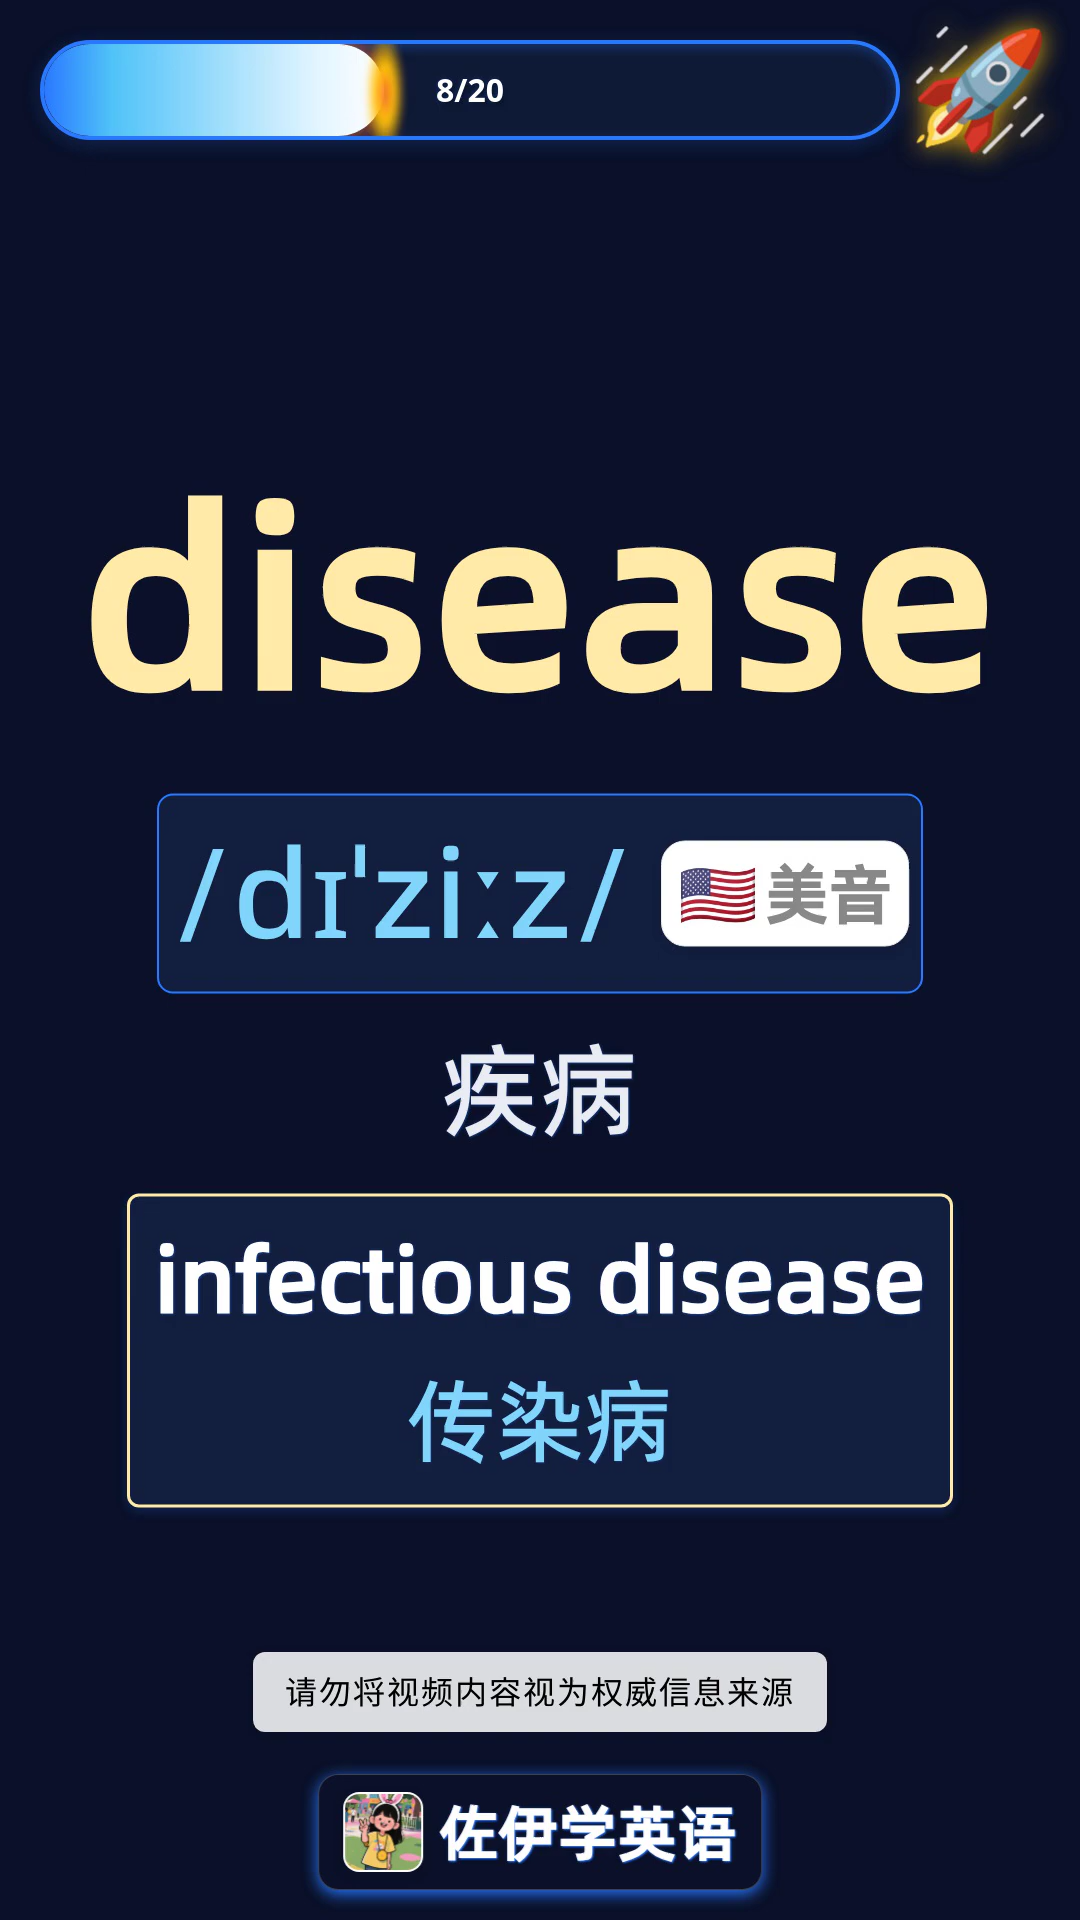 8/20
disease
/dɪˈziːz/ 美音
疾病
infectious disease
传染病
请勿将视频内容视为权威信息来源
佐伊学英语